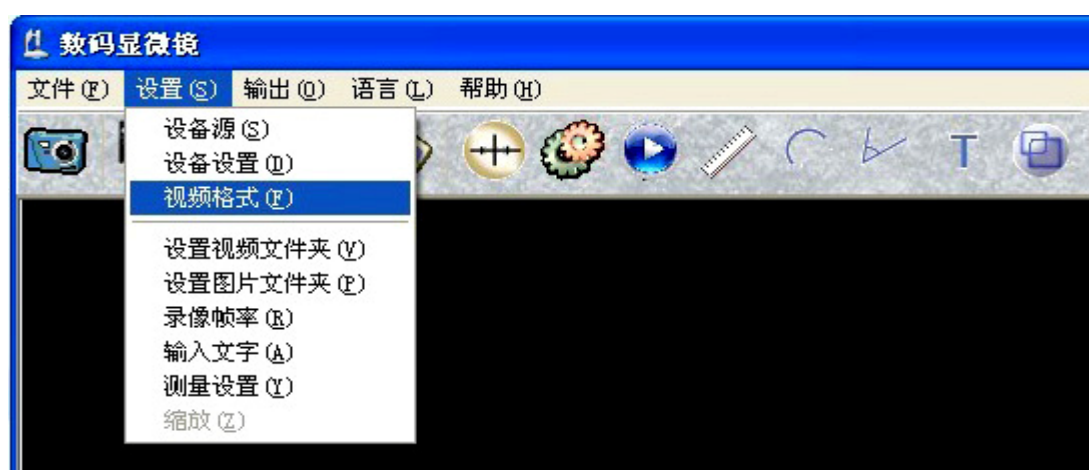 数码显微镜
文件(F) 设置(S) 输出(O) 语言(L) 帮助(H)
设备源(S)
设备设置(D)
视频格式(F)
设置视频文件夹(V)
设置图片文件夹(P)
录像帧率(R)
输入文字(A)
测量设置(Y)
缩放(Z)
T